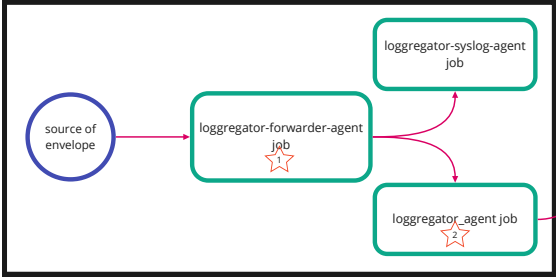 loggregator-syslog-agent
job
source of
envelope
loggregator-forwarder-agent
job
1
loggregator_agent job
2